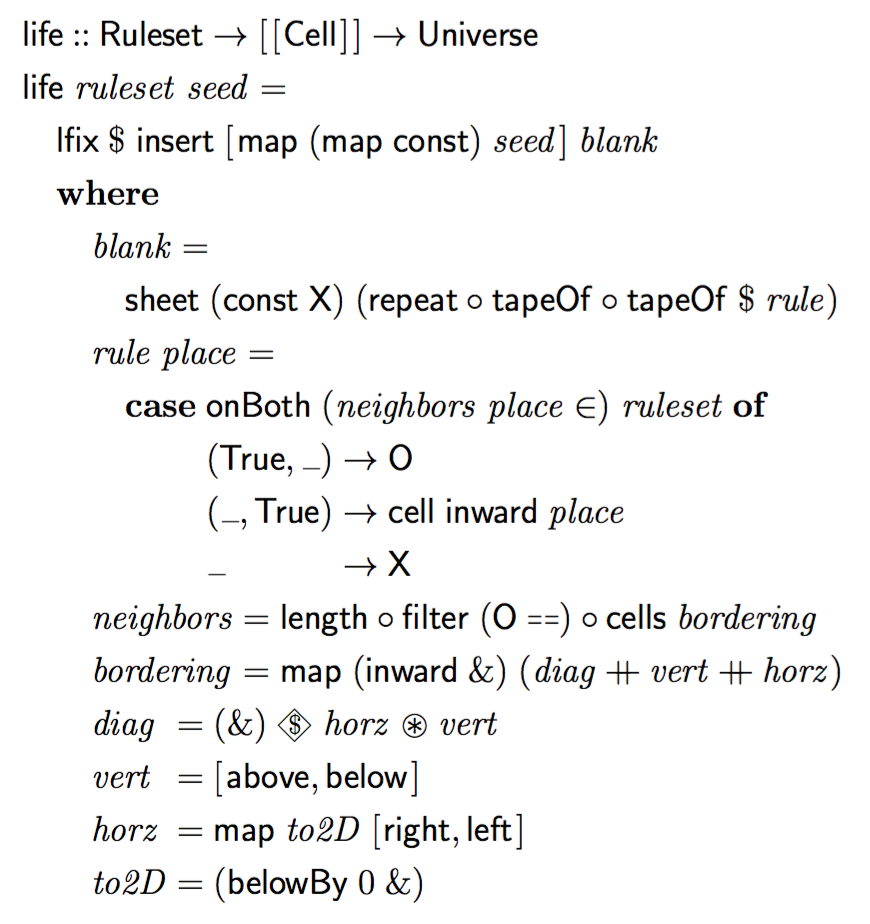 life :: Ruleset → [[Cell]] → Universe
life ruleset seed =
lfix $ insert [map (map const) seed] blank
where
blank =
sheet (const X) (repeat ∘ tapeOf ∘ tapeOf $ rule)
rule place =
case onBoth (neighbors place ∈) ruleset of
(True, _) → O
(_, True) → cell inward place
_ → X
neighbors = length ∘ filter (O ==) ∘ cells bordering
bordering = map (inward &) (diag ⧺ vert ⧺ horz)
diag = (&) <$> horz ⊛ vert
vert = [above, below]
horz = map to2D [right, left]
to2D = (belowBy 0 &)